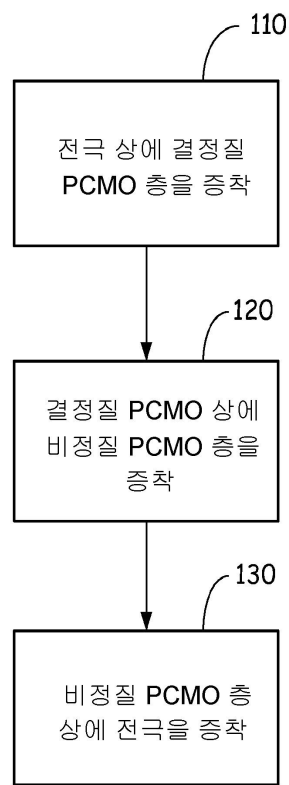 110
전극 상에 결정질
PCMO 층을 증착
120
결정질 PCMO 상에
비정질 PCMO 층을
증착
130
비정질 PCMO 층
상에 전극을 증착